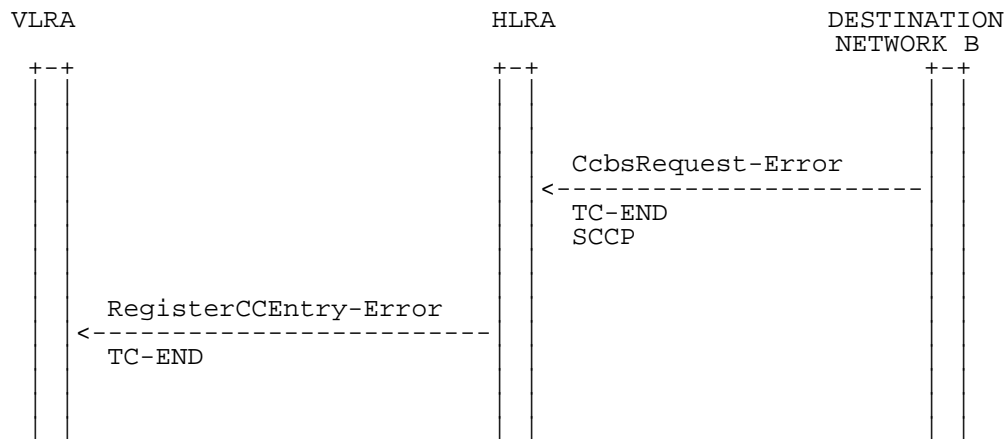 VLRA HLRA DESTINATION
NETWORK B
CcbsRequest-Error
TC-END
SCCP
RegisterCCEntry-Error
TC-END